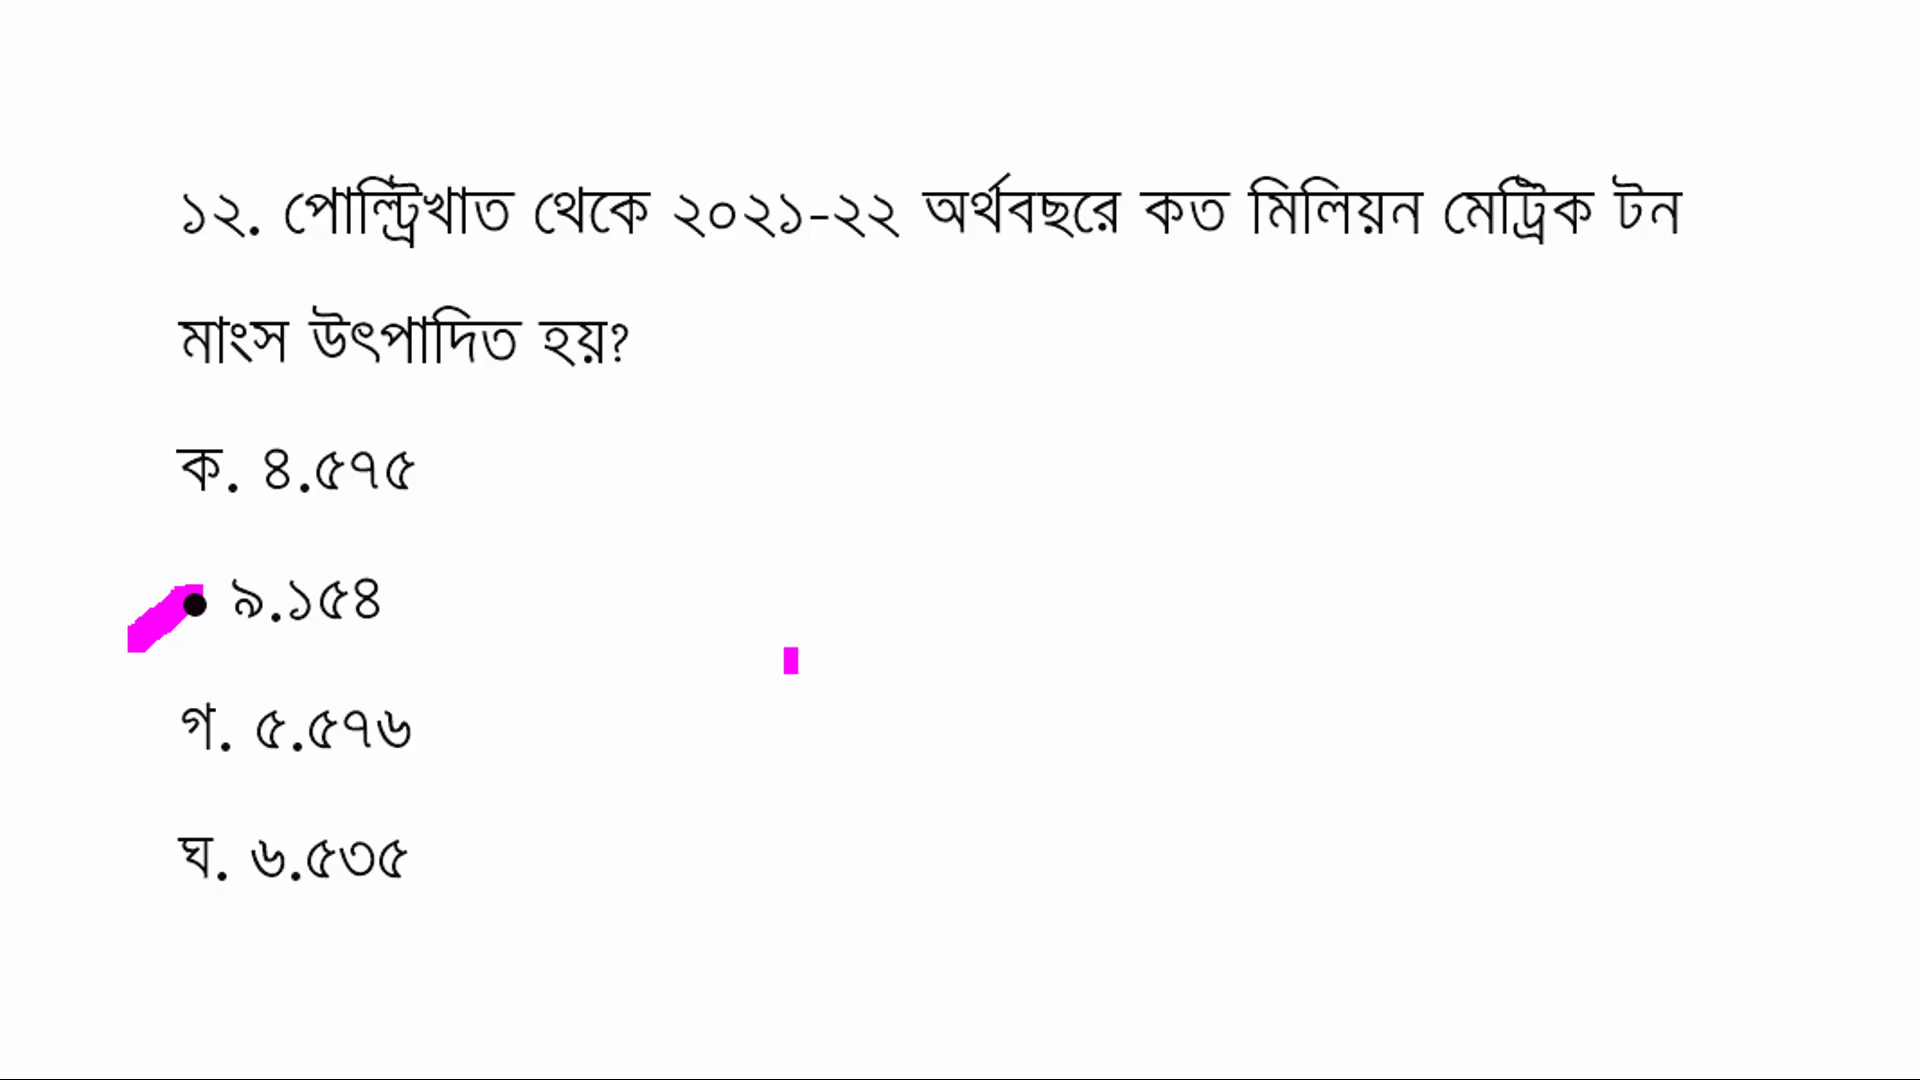 ১২. পোল্ট্রিখাত থেকে ২০২১-২২ অর্থবছরে কত মিলিয়ন মেট্রিক টন
মাংস উৎপাদিত হয়?
ক. ৪.৫৭৫
● ৯.১৫৪
গ. ৫.৫৭৬
ঘ. ৬.৫৩৫